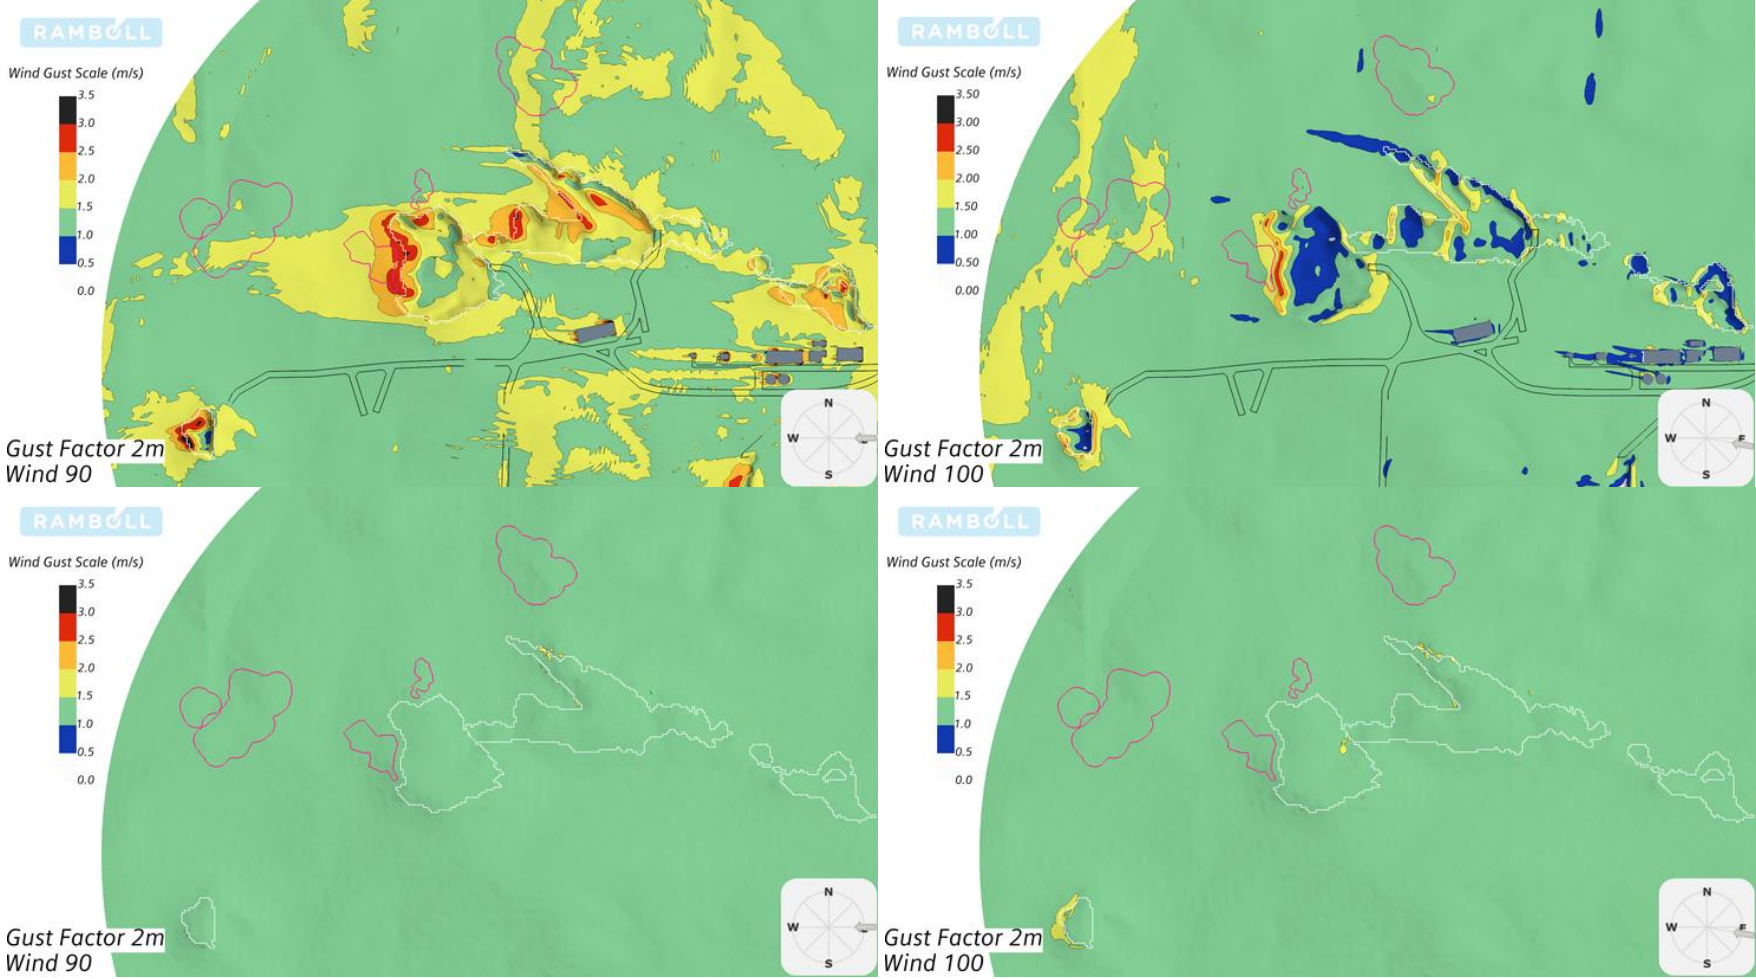 RAMBOLL
Wind Gust Scale (m/s)
3.5
3.0
2.5
2.0
1.5
1.0
0.5
0.0
N
W
S
Gust Factor 2m
Wind 90
RAMBOLL
Wind Gust Scale (m/s)
3.50
3.00
2.50
2.00
1.50
1.00
0.50
0.00
N
W
E
S
Gust Factor 2m
Wind 100
RAMBOLL
Wind Gust Scale (m/s)
3.5
3.0
2.5
2.0
1.5
1.0
0.5
0.0
N
W
S
Gust Factor 2m
Wind 90
RAMBOLL
Wind Gust Scale (m/s)
3.5
3.0
2.5
2.0
1.5
1.0
0.5
0.0
N
W
E
S
Gust Factor 2m
Wind 100